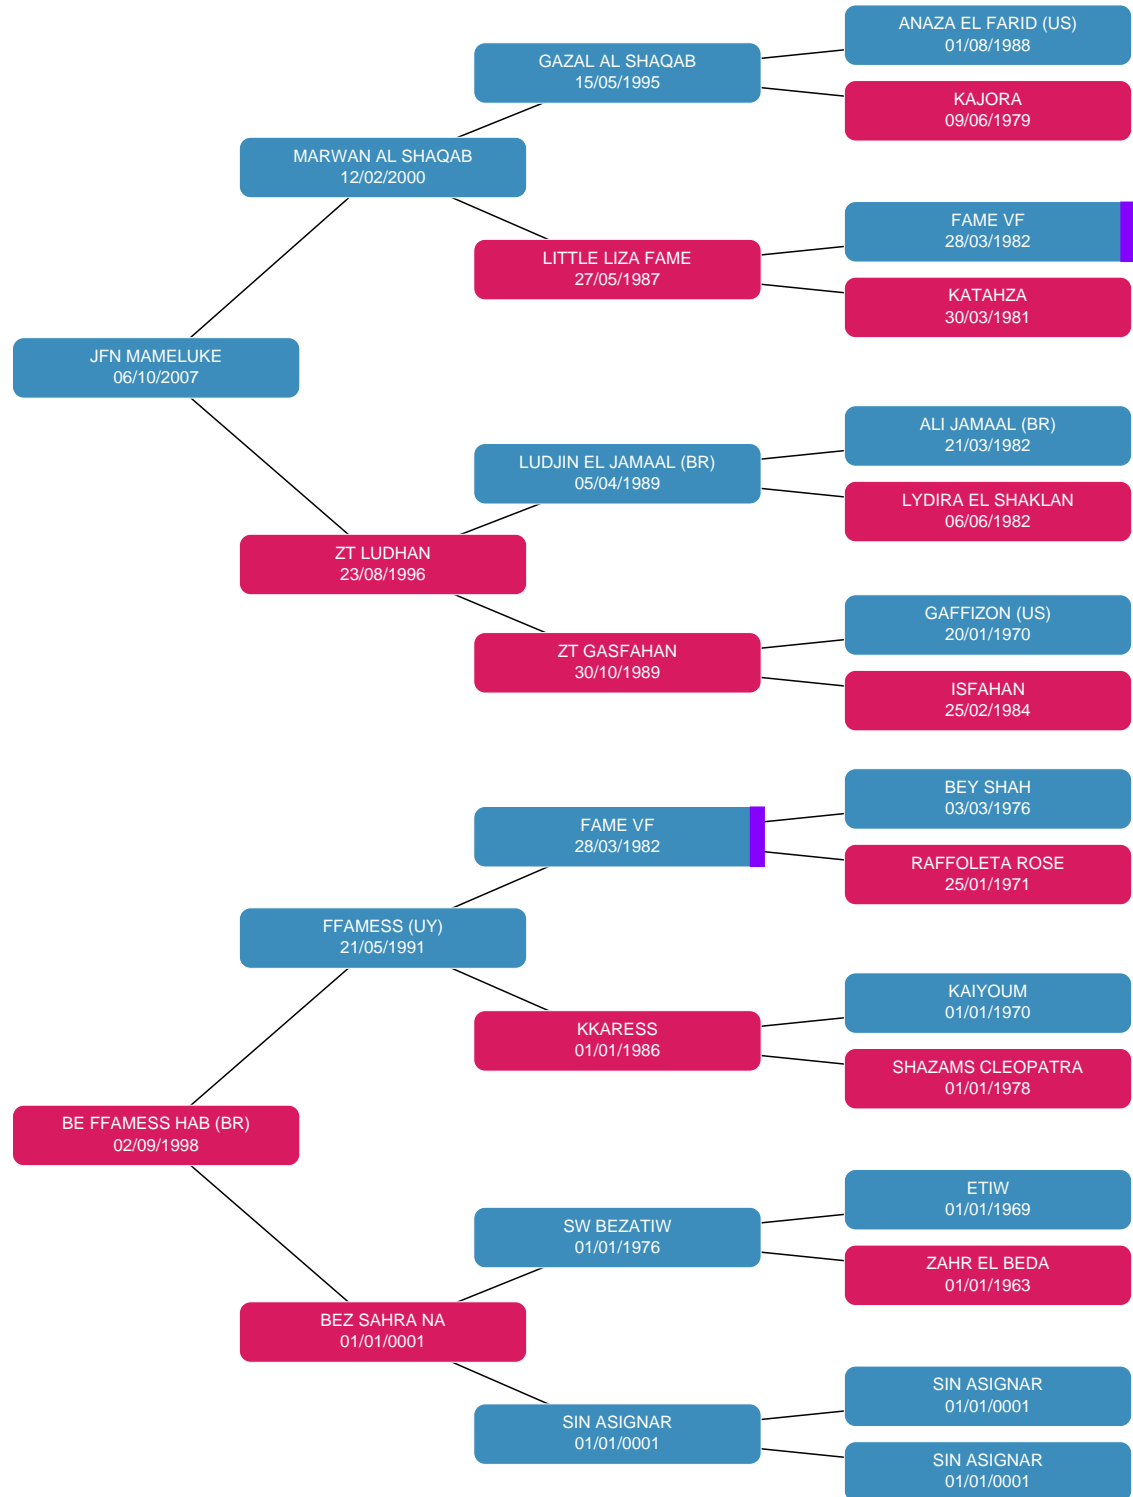 ANAZA EL FARID (US)
01/08/1988
GAZAL AL SHAQAB
15/05/1995
KAJORA
09/06/1979
MARWAN AL SHAQAB
12/02/2000
FAME VF
28/03/1982
LITTLE LIZA FAME
27/05/1987
KATAHZA
30/03/1981
JFN MAMELUKE
06/10/2007
ALI JAMAAL (BR)
21/03/1982
LUDJIN EL JAMAAL (BR)
05/04/1989
LYDIRA EL SHAKLAN
06/06/1982
ZT LUDHAN
23/08/1996
GAFFIZON (US)
20/01/1970
ZT GASFAHAN
30/10/1989
ISFAHAN
25/02/1984
BEY SHAH
03/03/1976
FAME VF
28/03/1982
RAFFOLETA ROSE
25/01/1971
FFAMESS (UY)
21/05/1991
KAIYOUM
01/01/1970
KKARESS
01/01/1986
SHAZAMS CLEOPATRA
01/01/1978
BE FFAMESS HAB (BR)
02/09/1998
ETIW
01/01/1969
SW BEZATIW
01/01/1976
ZAHR EL BEDA
01/01/1963
BEZ SAHRA NA
01/01/0001
SIN ASIGNAR
01/01/0001
SIN ASIGNAR
01/01/0001
SIN ASIGNAR
01/01/0001